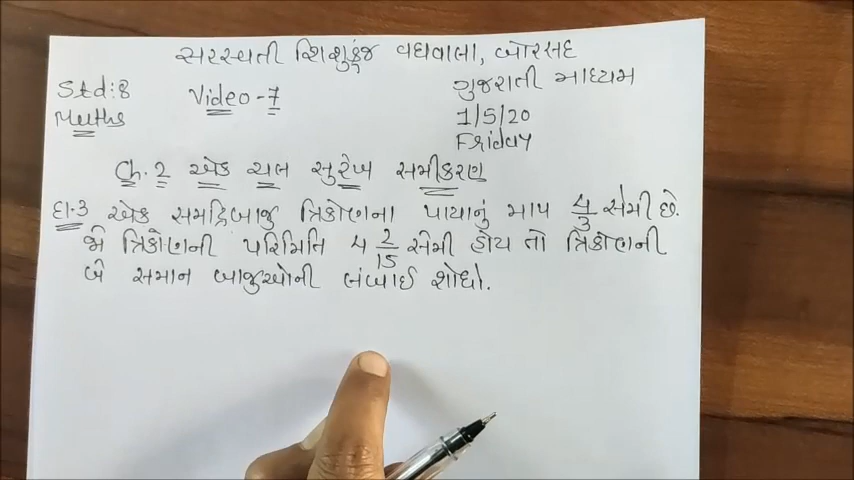 સરસ્વતી શિશુકુંજ વઘવાલા, બોરસદ
Std:8 Video-7 ગુજરાતી માધ્યમ
Maths 1/5/20
Friday
Ch.2 એક ચલ સુરેખ સમીકરણ
દા.3 એક સમદ્વિબાજુ ત્રિકોણના પાયાનું માપ 4/3 સેમી છે.
જો ત્રિકોણની પરિમિતિ 4 2/15 સેમી હોય તો ત્રિકોણની
બે સમાન બાજુઓની લંબાઈ શોધો.